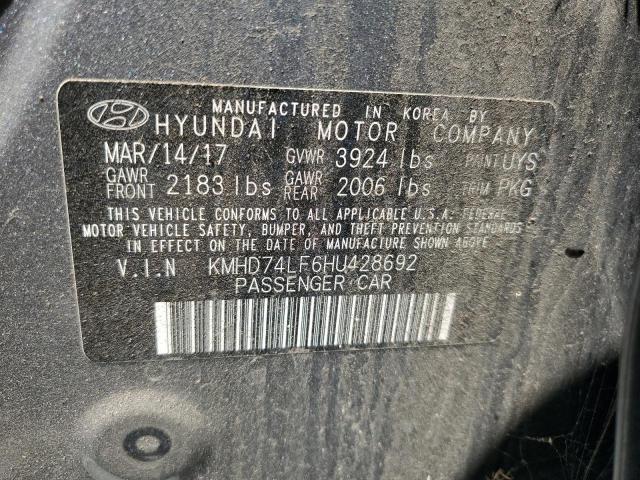 MANUFACTURED IN KOREA BY
HYUNDAI MOTOR COMPANY
MAR/14/17 GVWR 3924 lbs PAINT UYS
GAWR FRONT 2183 lbs GAWR REAR 2006 lbs TRIM PKG
THIS VEHICLE CONFORMS TO ALL APPLICABLE U.S.A. FEDERAL
MOTOR VEHICLE SAFETY, BUMPER, AND THEFT PREVENTION STANDARDS
IN EFFECT ON THE DATE OF MANUFACTURE SHOWN ABOVE.
V.I.N KMHD74LF6HU428692
PASSENGER CAR